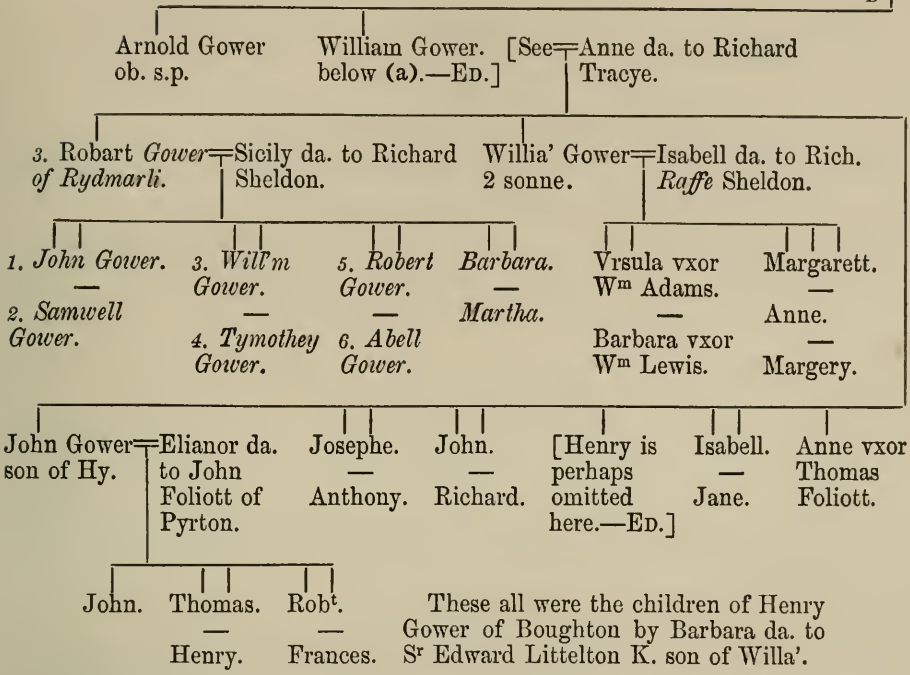 Arnold Gower
ob. s.p.
William Gower.
below (a).—ED.]
[See
Anne da. to Richard
Tracye.
3. Robart Gower
of Rydmarli.
Sicily da. to Richard
Sheldon.
Willia' Gower
2 sonne.
Isabell da. to Rich.
Raffe Sheldon.
1. John Gower.
—
2. Samwell
Gower.
3. Will'm
Gower.
—
4. Tymothey
Gower.
5. Robert
Gower.
—
6. Abell
Gower.
Barbara.
—
Martha.
Vrsula vxor
Wm Adams.
—
Barbara vxor
Wm Lewis.
Margarett.
—
Anne.
—
Margery.
John Gower
son of Hy.
Elianor da.
to John
Foliott of
Pyrton.
Josephe.
—
Anthony.
John.
—
Richard.
[Henry is
perhaps
omitted
here.—ED.]
Isabell.
—
Jane.
Anne vxor
Thomas
Foliott.
John.
Thomas.
—
Henry.
Robt.
—
Frances.
These all were the children of Henry
Gower of Boughton by Barbara da. to
Sr Edward Littelton K. son of Willa'.